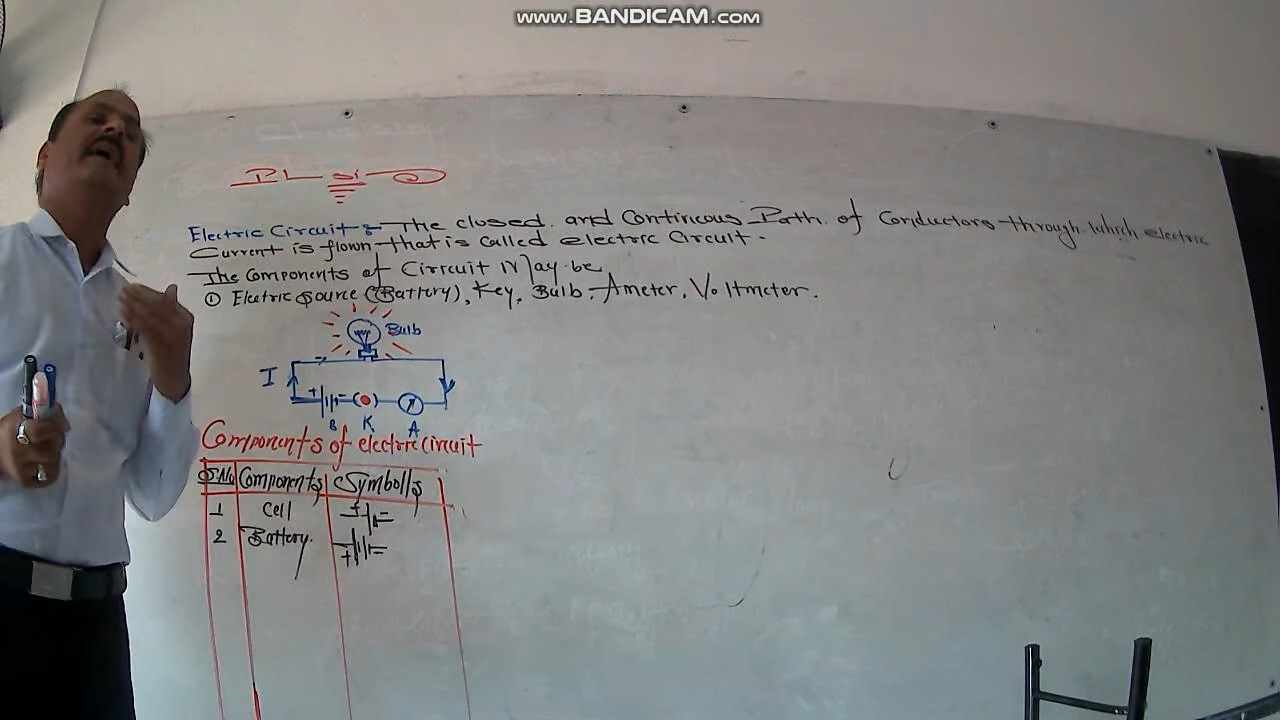 www.BANDICAM.com
Electric Circuit :- The closed and Continuous Path of Conductors through which electric
Current is flown that is called electric Circuit.
The Components of Circuit May be
① Electric source (Battery), Key, Bulb, Ameter, Voltmeter.
Bulb
I
+
B K A
Components of electric circuit
S.No Components Symbolls
1 Cell +
2 Battery. +